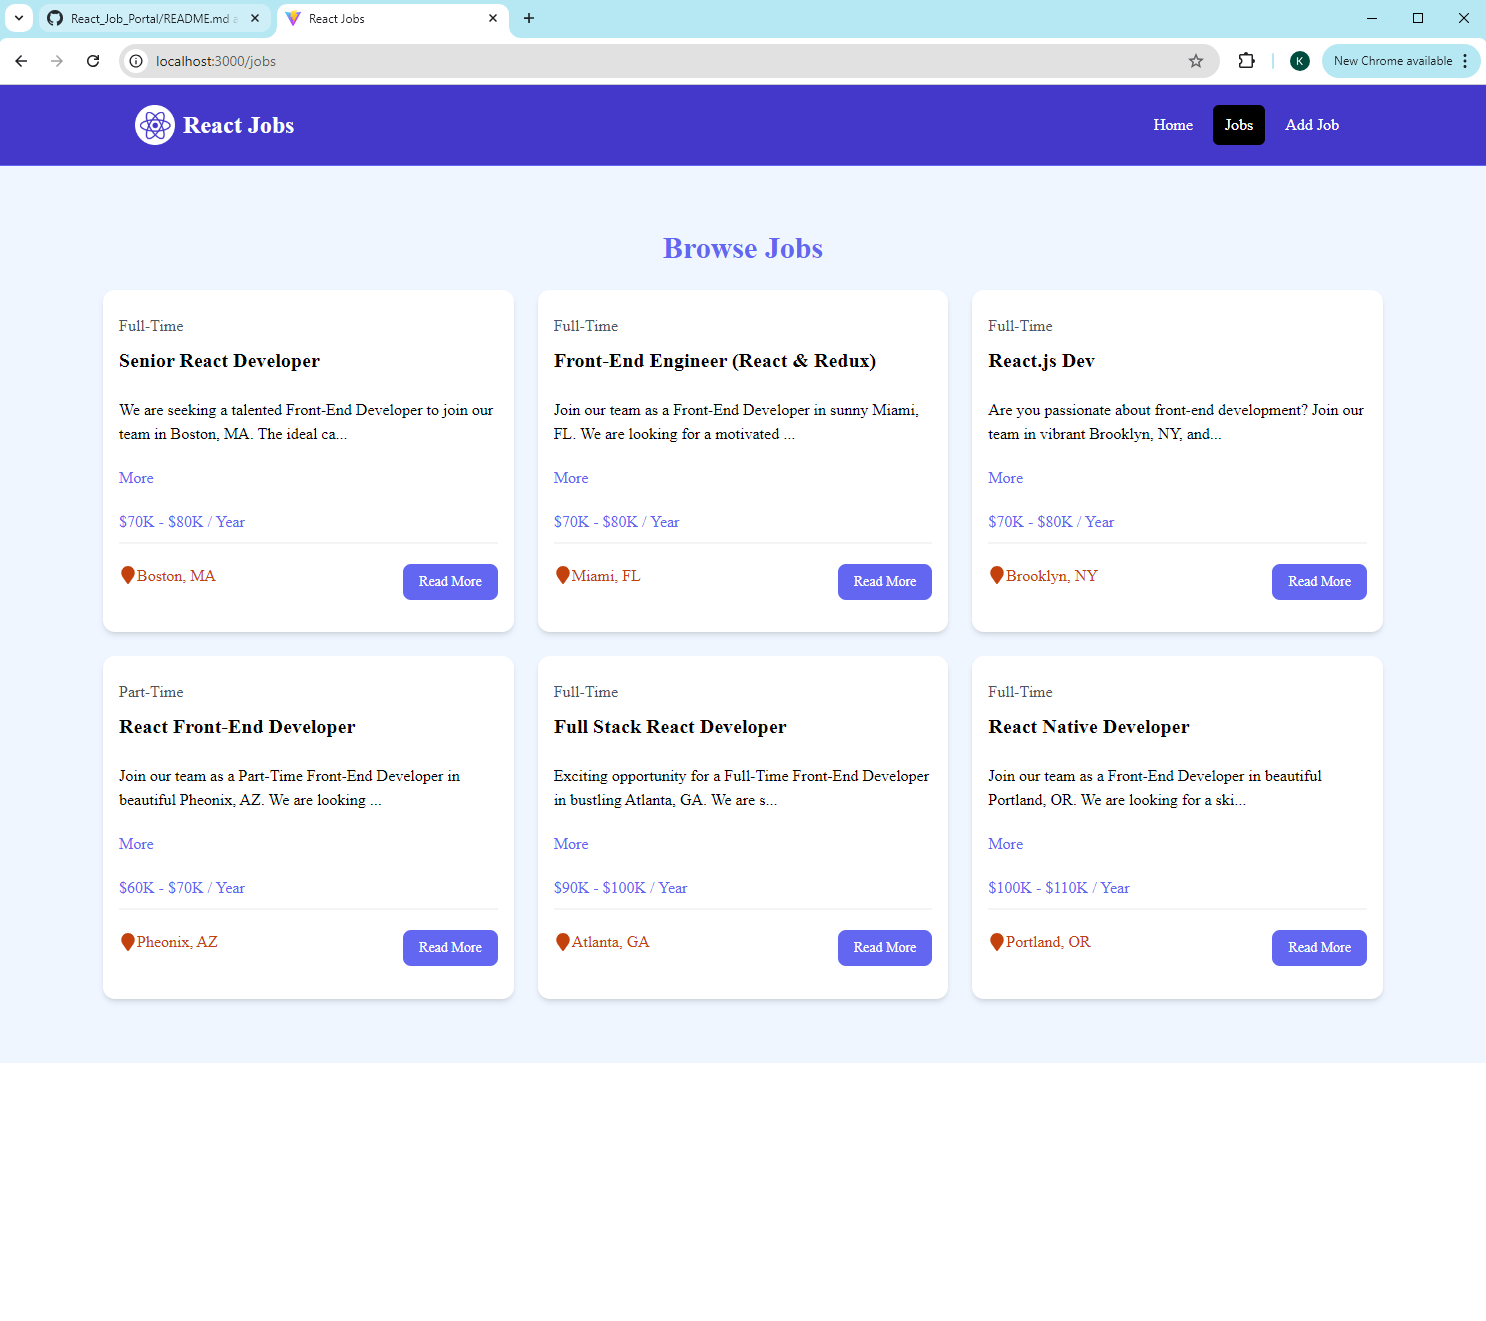 React_Job_Portal/README.md a
React Jobs
localhost:3000/jobs
K
New Chrome available
React Jobs
Home
Jobs
Add Job
Browse Jobs
Full-Time
Senior React Developer
We are seeking a talented Front-End Developer to join our
team in Boston, MA. The ideal ca...
More
$70K - $80K / Year
Boston, MA
Read More
Full-Time
Front-End Engineer (React & Redux)
Join our team as a Front-End Developer in sunny Miami,
FL. We are looking for a motivated ...
More
$70K - $80K / Year
Miami, FL
Read More
Full-Time
React.js Dev
Are you passionate about front-end development? Join our
team in vibrant Brooklyn, NY, and...
More
$70K - $80K / Year
Brooklyn, NY
Read More
Part-Time
React Front-End Developer
Join our team as a Part-Time Front-End Developer in
beautiful Pheonix, AZ. We are looking ...
More
$60K - $70K / Year
Pheonix, AZ
Read More
Full-Time
Full Stack React Developer
Exciting opportunity for a Full-Time Front-End Developer
in bustling Atlanta, GA. We are s...
More
$90K - $100K / Year
Atlanta, GA
Read More
Full-Time
React Native Developer
Join our team as a Front-End Developer in beautiful
Portland, OR. We are looking for a ski...
More
$100K - $110K / Year
Portland, OR
Read More